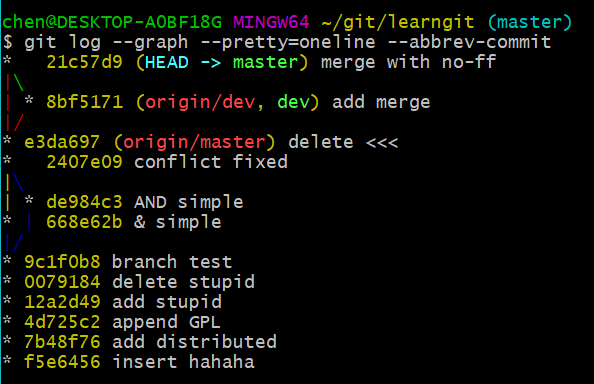 chen@DESKTOP-A0BF18G MINGW64 ~/git/learngit (master)
$ git log --graph --pretty=oneline --abbrev-commit
*   21c57d9 (HEAD -> master) merge with no-ff
|\
| * 8bf5171 (origin/dev, dev) add merge
|/
* e3da697 (origin/master) delete <<<
*   2407e09 conflict fixed
|\
| * de984c3 AND simple
* | 668e62b & simple
|/
* 9c1f0b8 branch test
* 0079184 delete stupid
* 12a2d49 add stupid
* 4d725c2 append GPL
* 7b48f76 add distributed
* f5e6456 insert hahaha